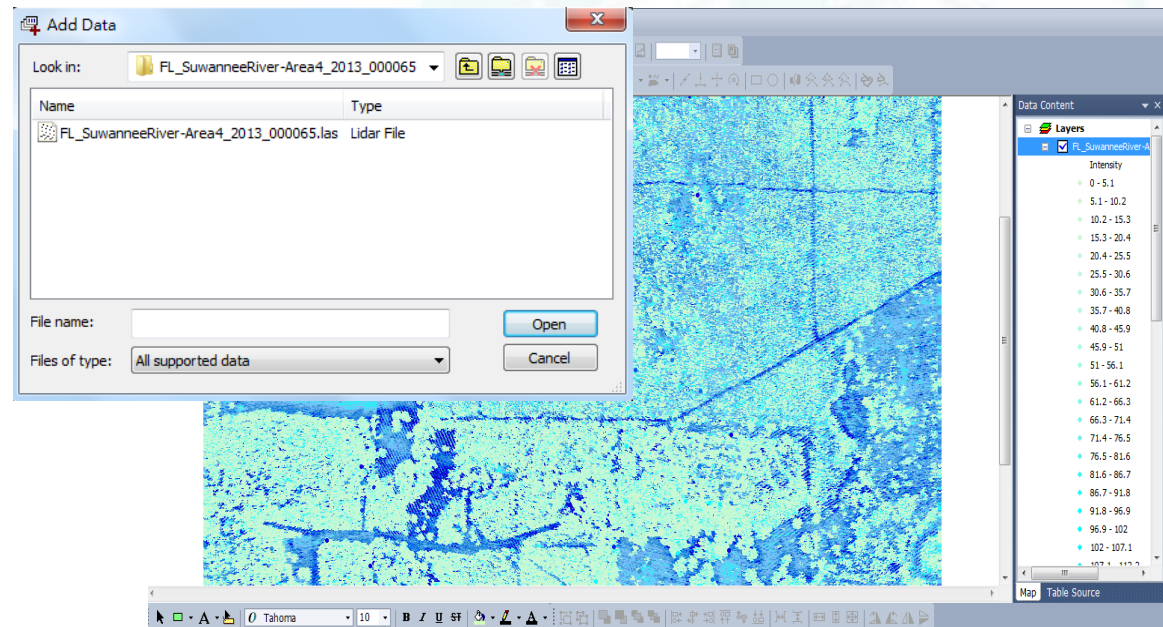 Add Data
Look in:
FL_SuwanneeRiver-Area4_2013_000065
Name Type
FL_SuwanneeRiver-Area4_2013_000065.las Lidar File
File name:
Open
Files of type:
All supported data
Cancel
Data Content
Layers
FL_SuwanneeRiver-A
Intensity
0 - 5.1
5.1 - 10.2
10.2 - 15.3
15.3 - 20.4
20.4 - 25.5
25.5 - 30.6
30.6 - 35.7
35.7 - 40.8
40.8 - 45.9
45.9 - 51
51 - 56.1
56.1 - 61.2
61.2 - 66.3
66.3 - 71.4
71.4 - 76.5
76.5 - 81.6
81.6 - 86.7
86.7 - 91.8
91.8 - 96.9
96.9 - 102
102 - 107.1
Map Table Source
A Tahoma 10 B I U ST A